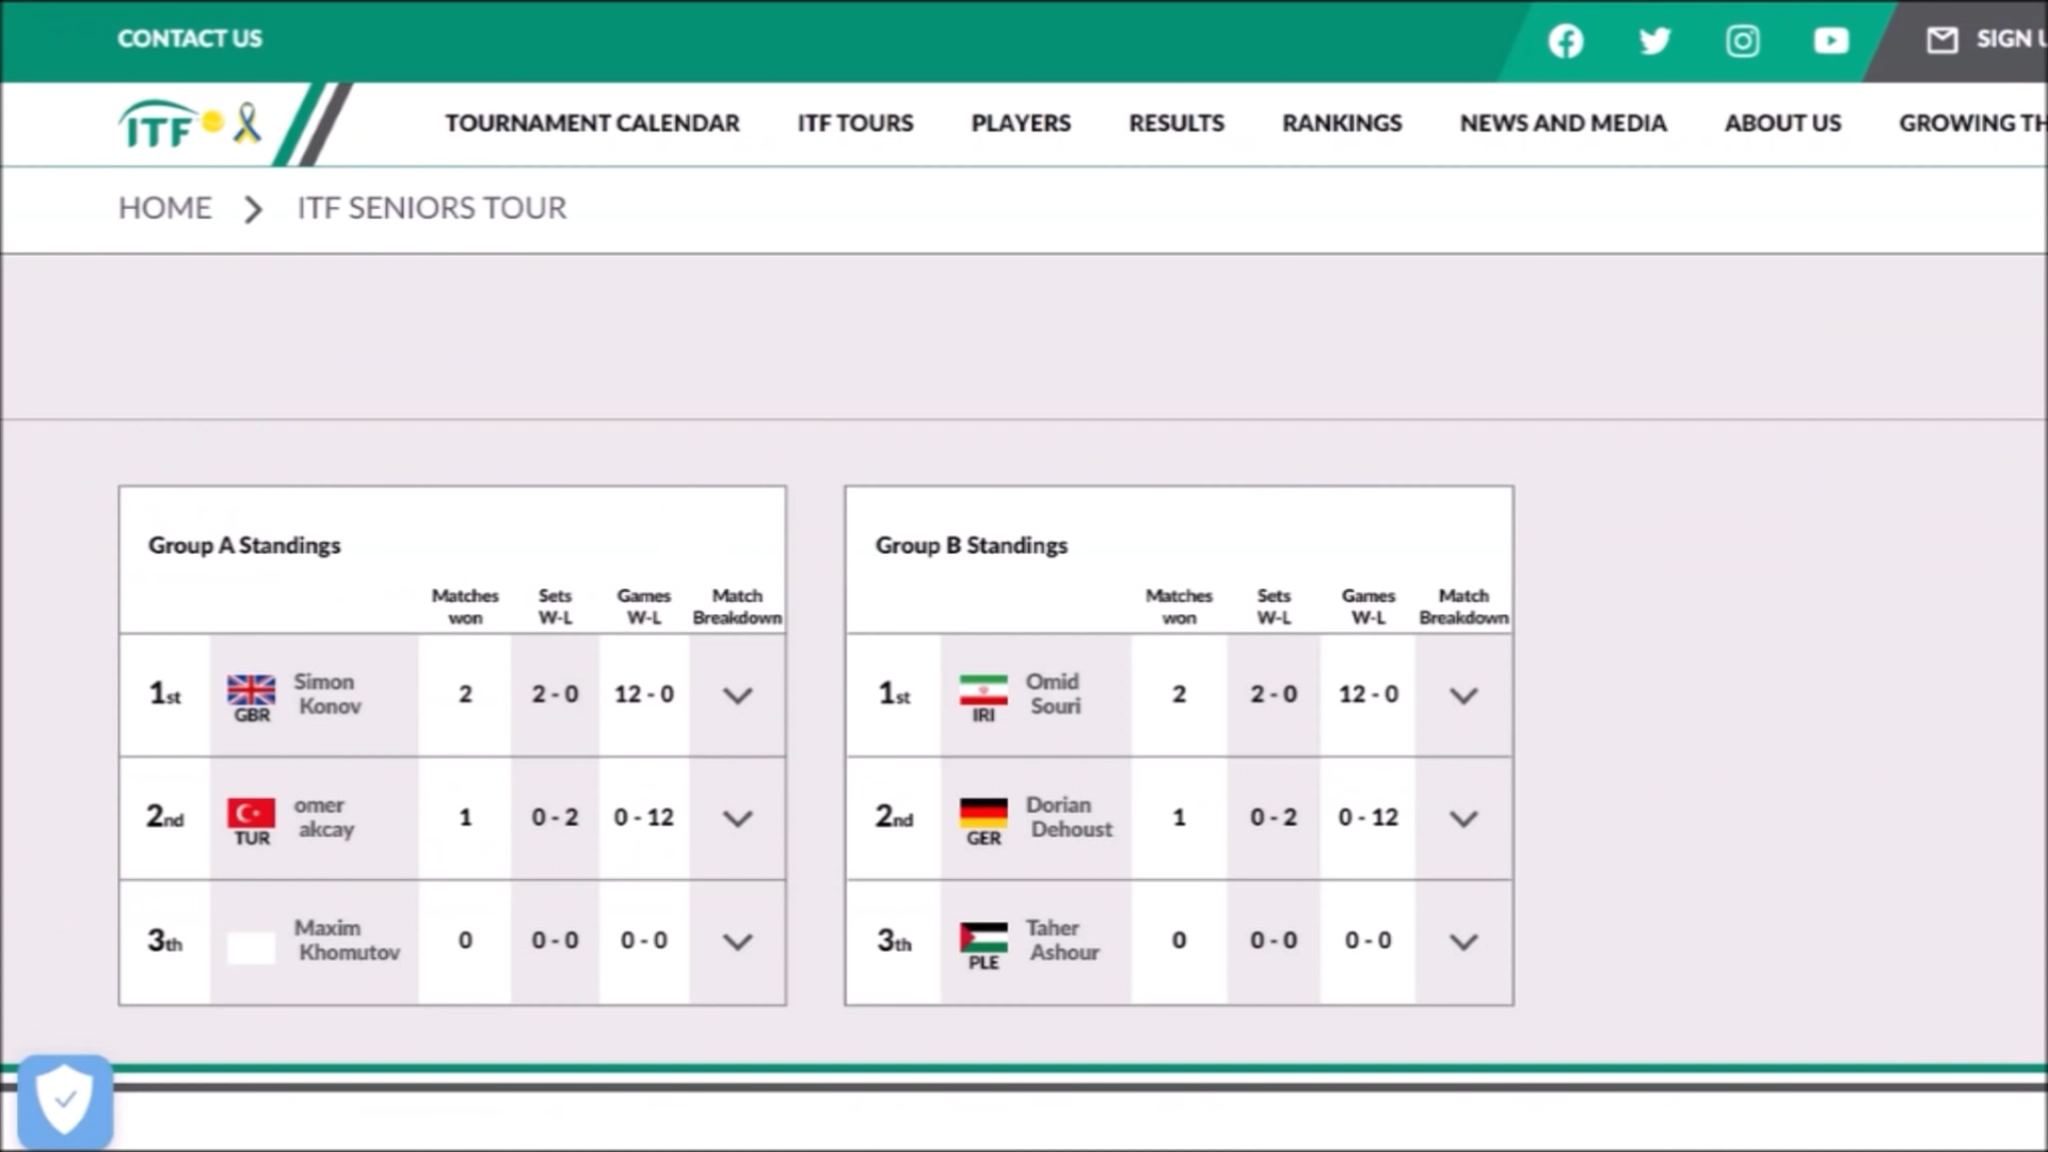 CONTACT US
SIGN U
ITF
TOURNAMENT CALENDAR ITF TOURS PLAYERS RESULTS RANKINGS NEWS AND MEDIA ABOUT US GROWING TH
HOME > ITF SENIORS TOUR
Group A Standings
Matches won Sets W-L Games W-L Match Breakdown
1st GBR Simon Konov 2 2 - 0 12 - 0
2nd TUR omer akcay 1 0 - 2 0 - 12
3th Maxim Khomutov 0 0 - 0 0 - 0
Group B Standings
Matches won Sets W-L Games W-L Match Breakdown
1st IRI Omid Souri 2 2 - 0 12 - 0
2nd GER Dorian Dehoust 1 0 - 2 0 - 12
3th PLE Taher Ashour 0 0 - 0 0 - 0